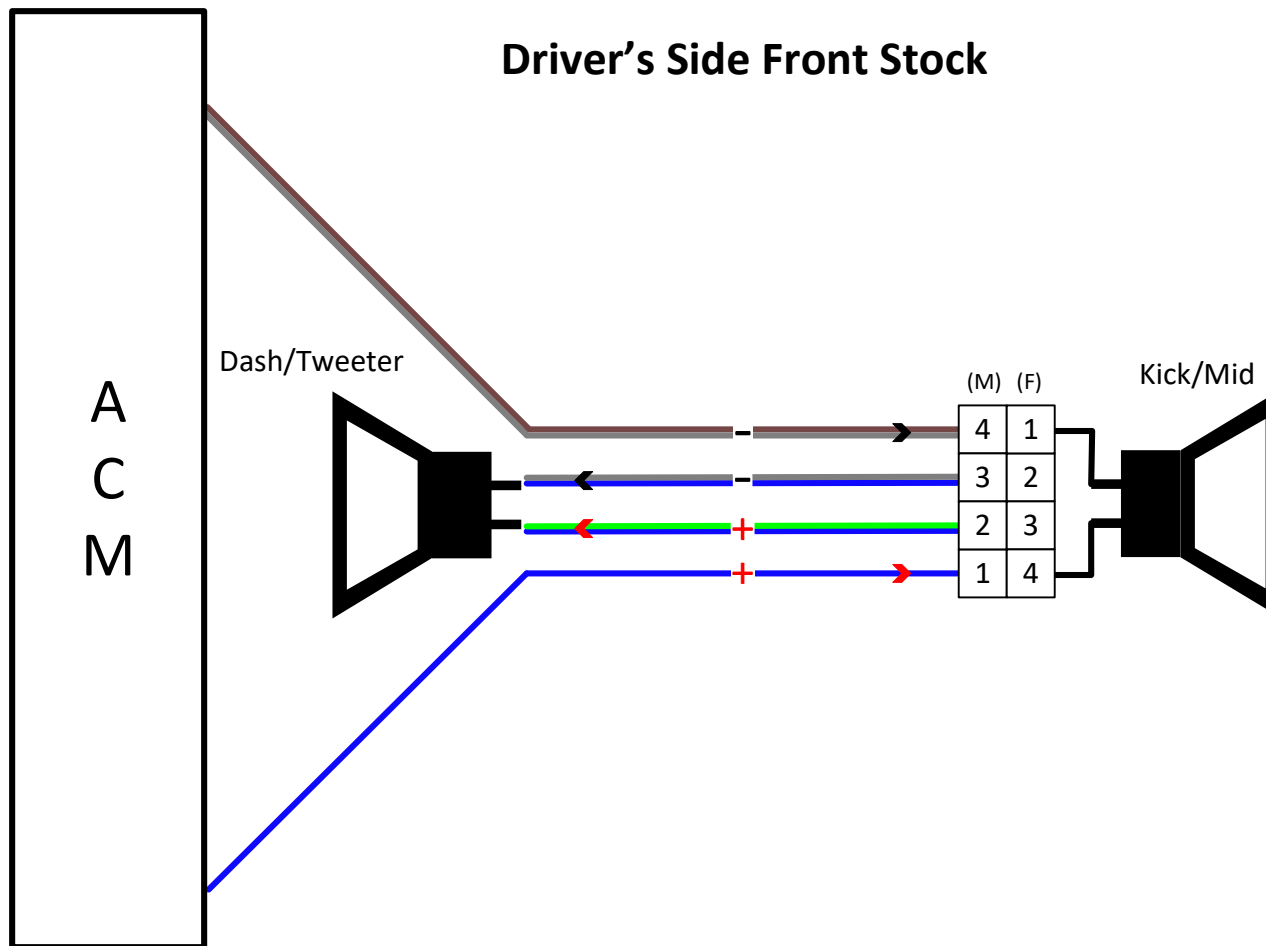 Driver's Side Front Stock
A
C
M
Dash/Tweeter
Kick/Mid
(M) (F)
- 4 1
- 3 2
+ 2 3
+ 1 4